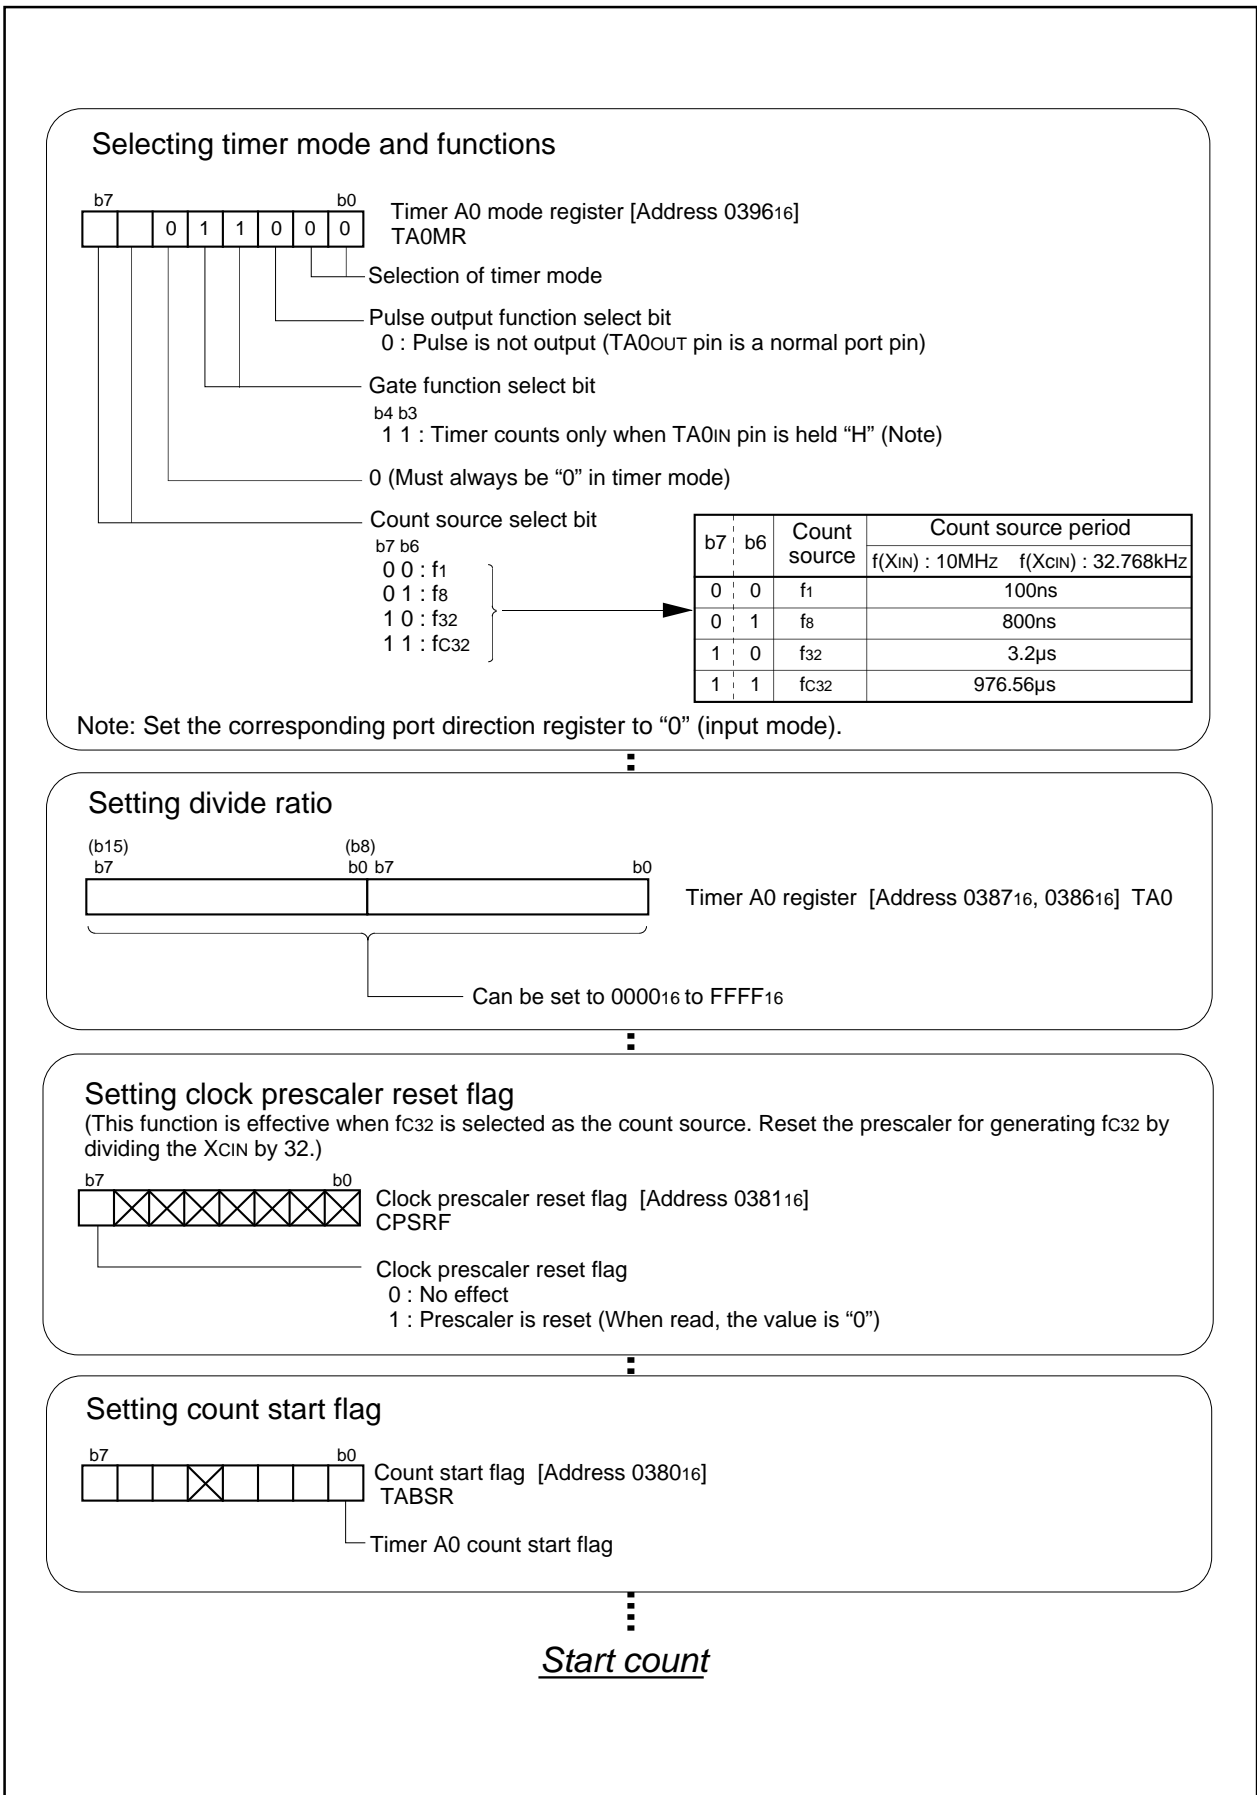 Selecting timer mode and functions
b7 b0
0 1 1 0 0 0
Timer A0 mode register [Address 039616]
TA0MR
Selection of timer mode
Pulse output function select bit
0 : Pulse is not output (TA0OUT pin is a normal port pin)
Gate function select bit
b4 b3
1 1 : Timer counts only when TA0IN pin is held “H” (Note)
0 (Must always be “0” in timer mode)
Count source select bit
b7 b6
0 0 : f1
0 1 : f8
1 0 : f32
1 1 : fC32
b7 b6 Count source Count source period
f(XIN) : 10MHz f(XCIN) : 32.768kHz
0 0 f1 100ns
0 1 f8 800ns
1 0 f32 3.2µs
1 1 fC32 976.56µs
Note: Set the corresponding port direction register to “0” (input mode).
Setting divide ratio
(b15) (b8)
b7 b0 b7 b0
Timer A0 register [Address 038716, 038616] TA0
Can be set to 000016 to FFFF16
Setting clock prescaler reset flag
(This function is effective when fC32 is selected as the count source. Reset the prescaler for generating fC32 by
dividing the XCIN by 32.)
b7 b0
Clock prescaler reset flag [Address 038116]
CPSRF
Clock prescaler reset flag
0 : No effect
1 : Prescaler is reset (When read, the value is “0”)
Setting count start flag
b7 b0
Count start flag [Address 038016]
TABSR
Timer A0 count start flag
Start count